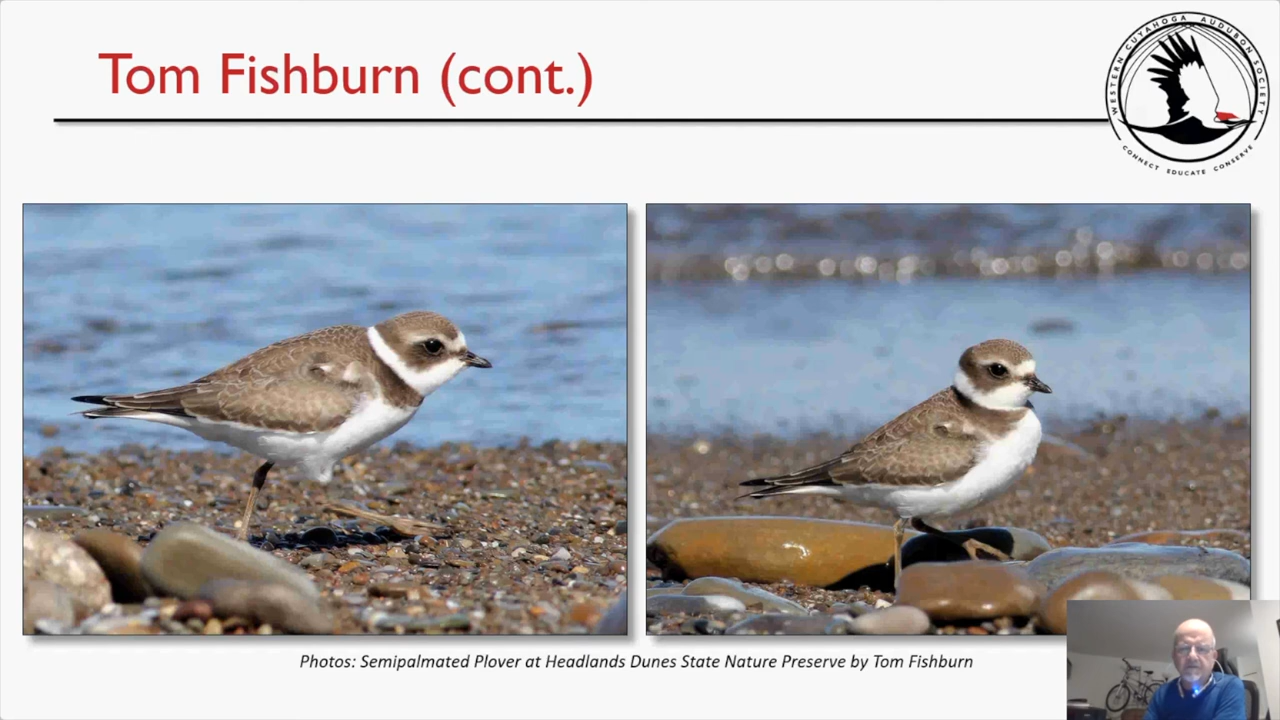 Tom Fishburn (cont.)
WESTERN CUYAHOGA AUDUBON SOCIETY
CONNECT EDUCATE CONSERVE
Photos: Semipalmated Plover at Headlands Dunes State Nature Preserve by Tom Fishburn